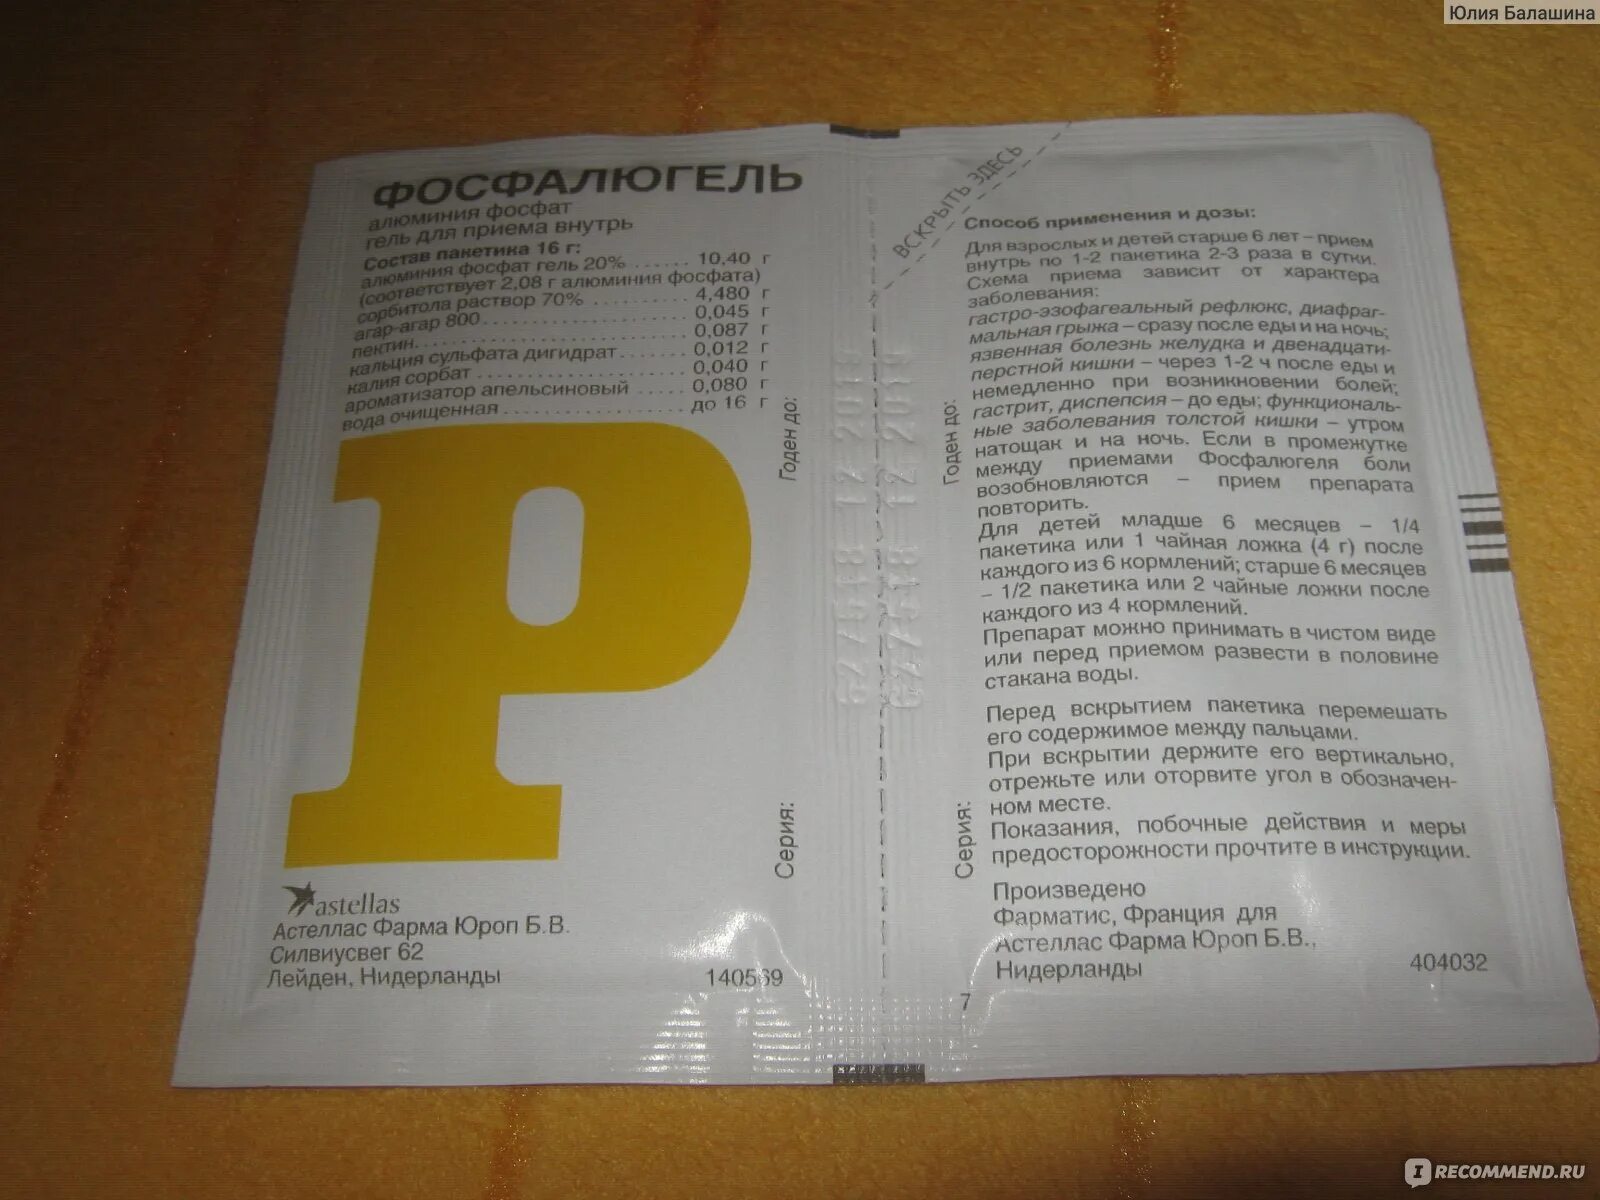 Юлия Балашина
ФОСФАЛЮГЕЛЬ
алюминия фосфат
гель для приема внутрь
Состав пакетика 16 г:
алюминия фосфат гель 20% ...... 10,40 г
(соответствует 2,08 г алюминия фосфата)
сорбитола раствор 70% .......... 4,480 г
агар-агар 800...................... 0,045 г
пектин............................. 0,087 г
кальция сульфата дигидрат....... 0,012 г
калия сорбат ..................... 0,040 г
ароматизатор апельсиновый ..... 0,080 г
вода очищенная ................... до 16 г
Годен до:
Серия:
astellas
Астеллас Фарма Юроп Б.В.
Силвиусвег 62
Лейден, Нидерланды
140569
ВСКРЫТЬ ЗДЕСЬ
Годен до:
Серия:
Способ применения и дозы:
Для взрослых и детей старше 6 лет – прием
внутрь по 1-2 пакетика 2-3 раза в сутки.
Схема приема зависит от характера
заболевания:
гастро-эзофагеальный рефлюкс, диафраг-
мальная грыжа – сразу после еды и на ночь;
язвенная болезнь желудка и двенадцати-
перстной кишки – через 1-2 ч после еды и
немедленно при возникновении болей;
гастрит, диспепсия – до еды; функциональ-
ные заболевания толстой кишки – утром
натощак и на ночь. Если в промежутке
между приемами Фосфалюгеля боли
возобновляются – прием препарата
повторить.
Для детей младше 6 месяцев – 1/4
пакетика или 1 чайная ложка (4 г) после
каждого из 6 кормлений; старше 6 месяцев
– 1/2 пакетика или 2 чайные ложки после
каждого из 4 кормлений.
Препарат можно принимать в чистом виде
или перед приемом развести в половине
стакана воды.
Перед вскрытием пакетика перемешать
его содержимое между пальцами.
При вскрытии держите его вертикально,
отрежьте или оторвите угол в обозначен-
ном месте.
Показания, побочные действия и меры
предосторожности прочтите в инструкции.
Произведено
Фарматис, Франция для
Астеллас Фарма Юроп Б.В.,
Нидерланды
404032
7
P
IRECOMMEND.RU